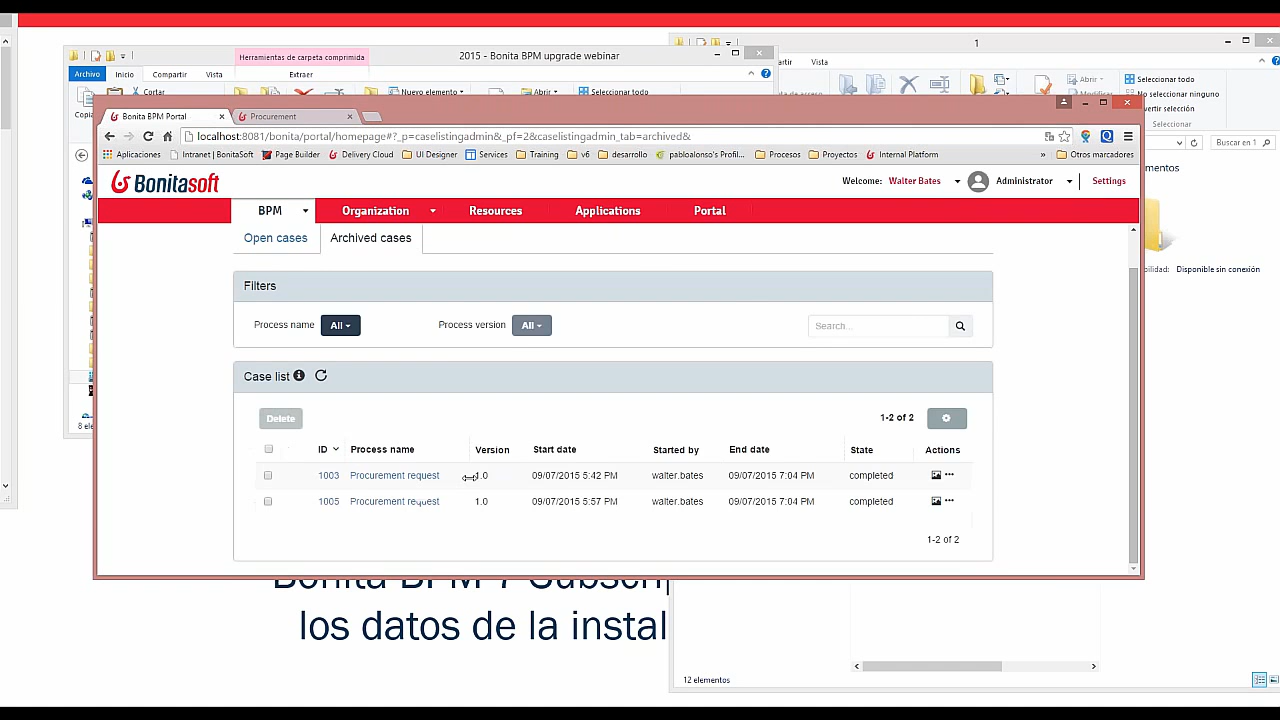 Herramientas de carpeta comprimida
2015 - Bonita BPM upgrade webinar
1
Archivo
Inicio
Compartir
Vista
Extraer
Vista
Cortar
Nuevo elemento
Abrir
Seleccionar todo
Abrir
Seleccionar todo
No seleccionar ninguno
Seleccionar
Bonita BPM Portal
Procurement
localhost:8081/bonita/portal/homepage#?_p=caselistingadmin&_pf=2&caselistingadmin_tab=archived&
Buscar en 1
Aplicaciones
Intranet | BonitaSoft
Page Builder
Delivery Cloud
UI Designer
Services
Training
v6
desarrollo
pabloalonso's Profil...
Procesos
Proyectos
Internal Platform
»
Otros marcadores
Bonitasoft
Welcome: Walter Bates
Administrator
Settings
BPM
Organization
Resources
Applications
Portal
Open cases
Archived cases
Disponible sin conexión
Filters
Process name
All
Process version
All
Search...
Case list
Delete
1-2 of 2
ID
Process name
Version
Start date
Started by
End date
State
Actions
1003
Procurement request
1.0
09/07/2015 5:42 PM
walter.bates
09/07/2015 7:04 PM
completed
1005
Procurement request
1.0
09/07/2015 5:57 PM
walter.bates
09/07/2015 7:04 PM
completed
1-2 of 2
Bonita BPM 7 Subscrip
los datos de la instal
12 elementos